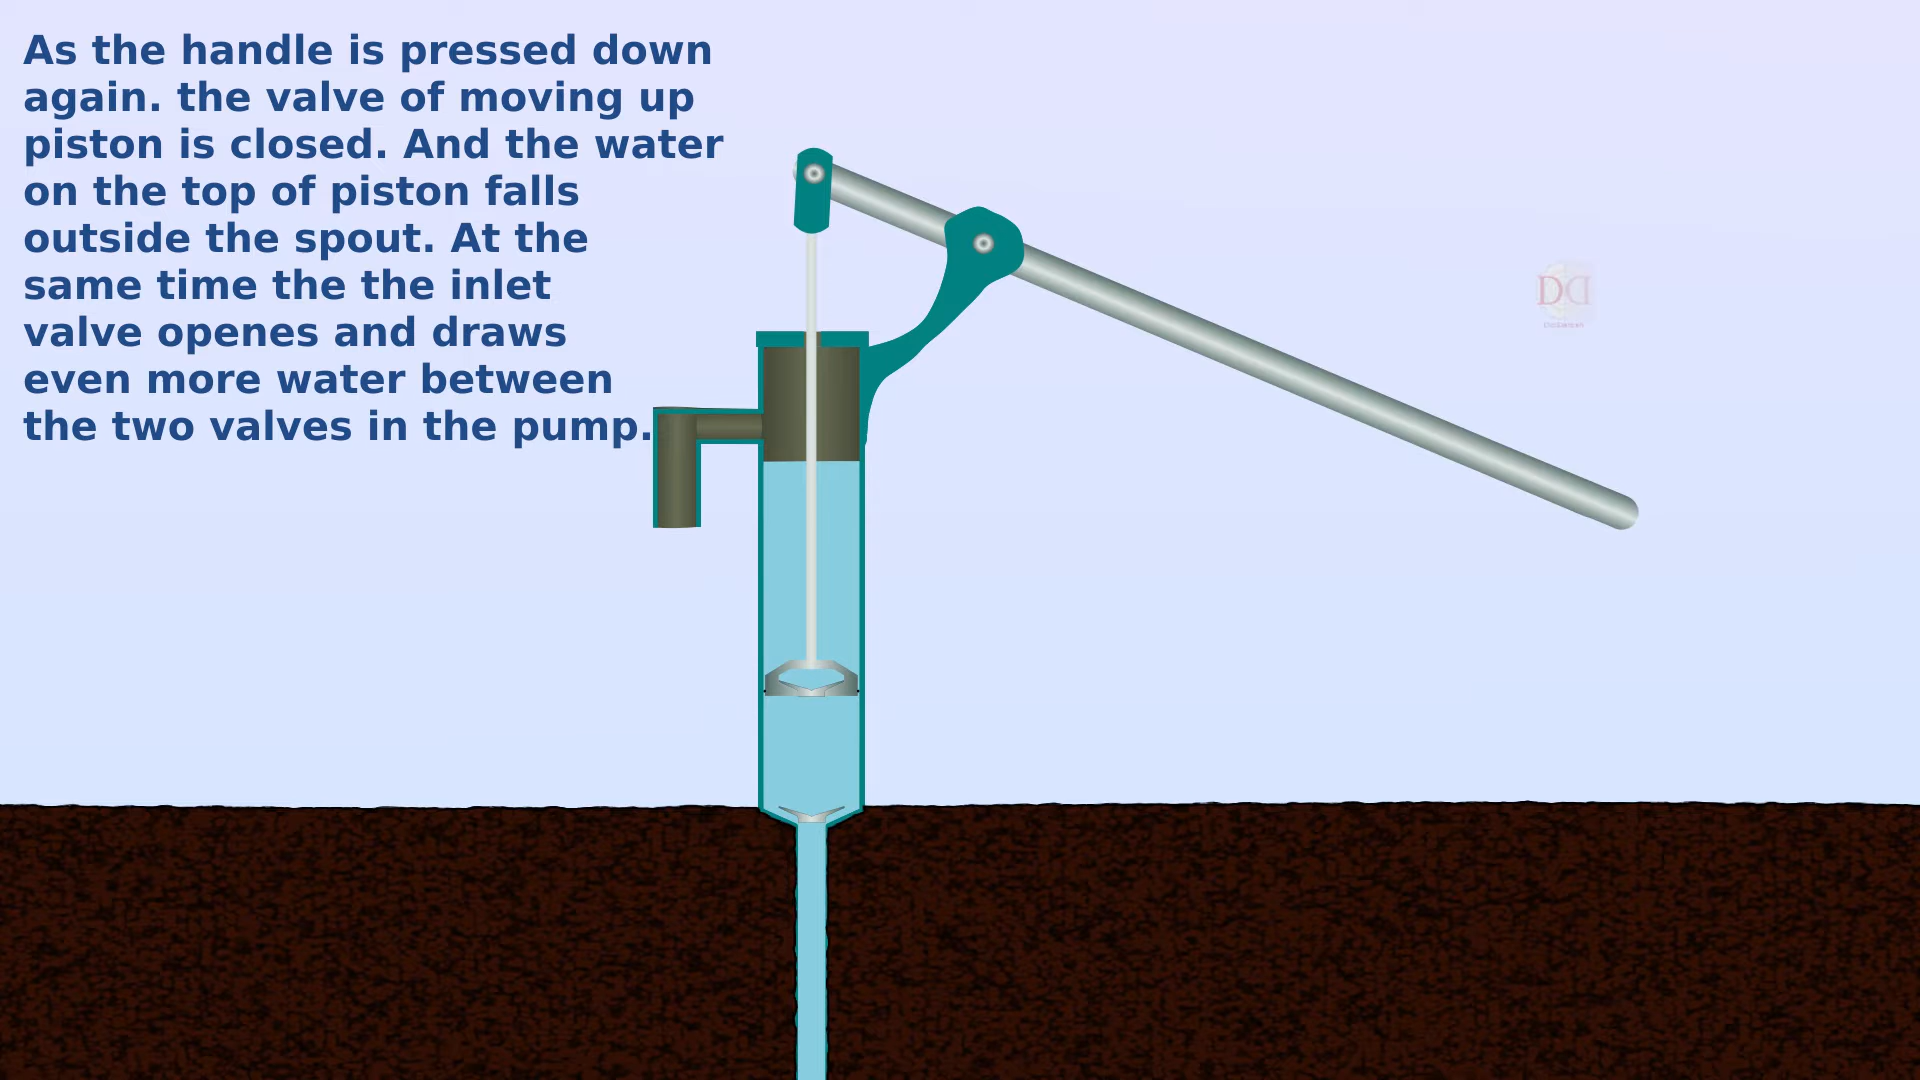 As the handle is pressed down
again. the valve of moving up
piston is closed. And the water
on the top of piston falls
outside the spout. At the
same time the the inlet
valve openes and draws
even more water between
the two valves in the pump.
DD